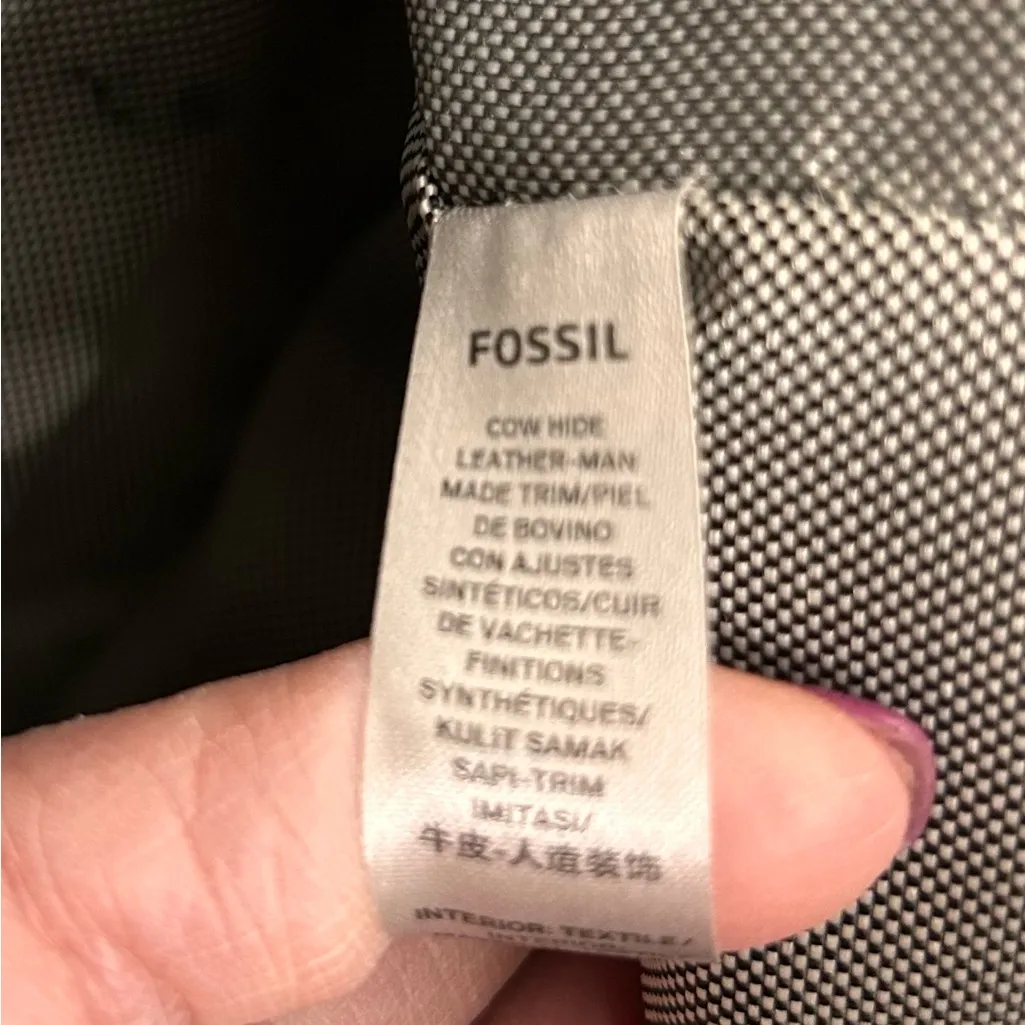 FOSSIL
COW HIDE
LEATHER-MAN
MADE TRIM/PIEL
DE BOVINO
CON AJUSTES
SINTÉTICOS/CUIR
DE VACHETTE-
FINITIONS
SYNTHÉTIQUES/
KULIT SAMAK
SAPI-TRIM
IMITASI/
牛皮-人造装饰
INTERIOR: TEXTILE/